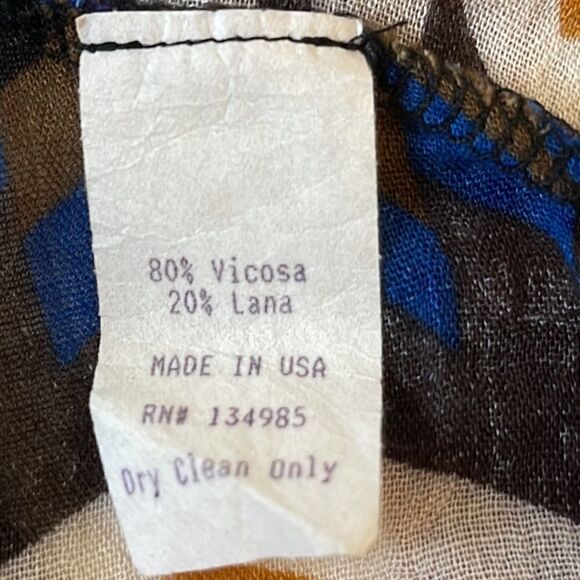 80% Vicosa
20% Lana
MADE IN USA
RN# 134985
Dry Clean Only